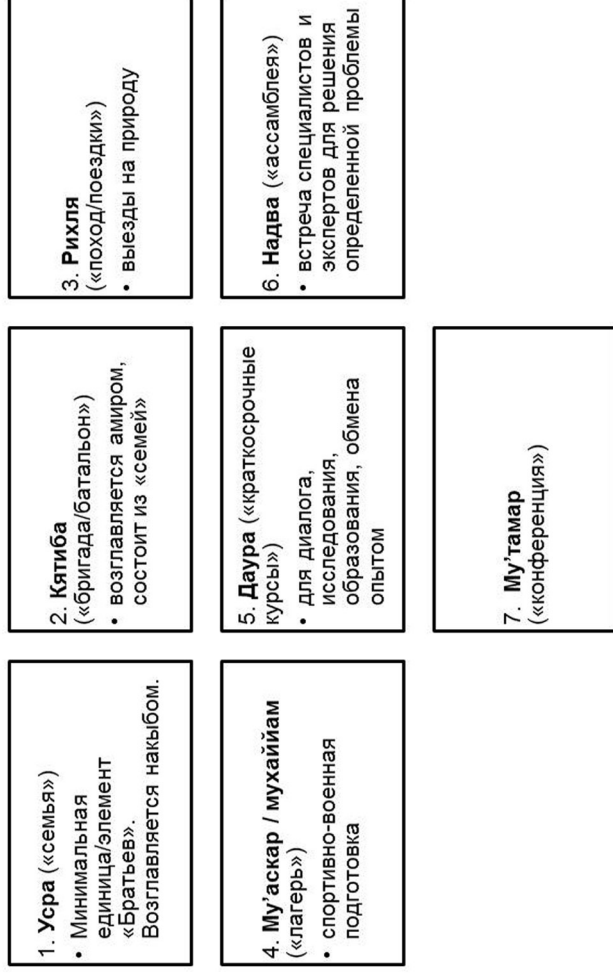 1. Усра («семья»)
• Минимальная
единица/элемент
«Братьев».
Возглавляется накыбом.
2. Кятиба
(«бригада/батальон»)
• возглавляется амиром,
состоит из «семей»
3. Рихля
(«поход/поездки»)
• выезды на природу
4. Му’аскар / мухаййам
(«лагерь»)
• спортивно-военная
подготовка
5. Даура («краткосрочные
курсы»)
• для диалога,
исследования,
образования, обмена
опытом
6. Надва («ассамблея»)
• встреча специалистов и
экспертов для решения
определенной проблемы
7. Му’тамар
(«конференция»)